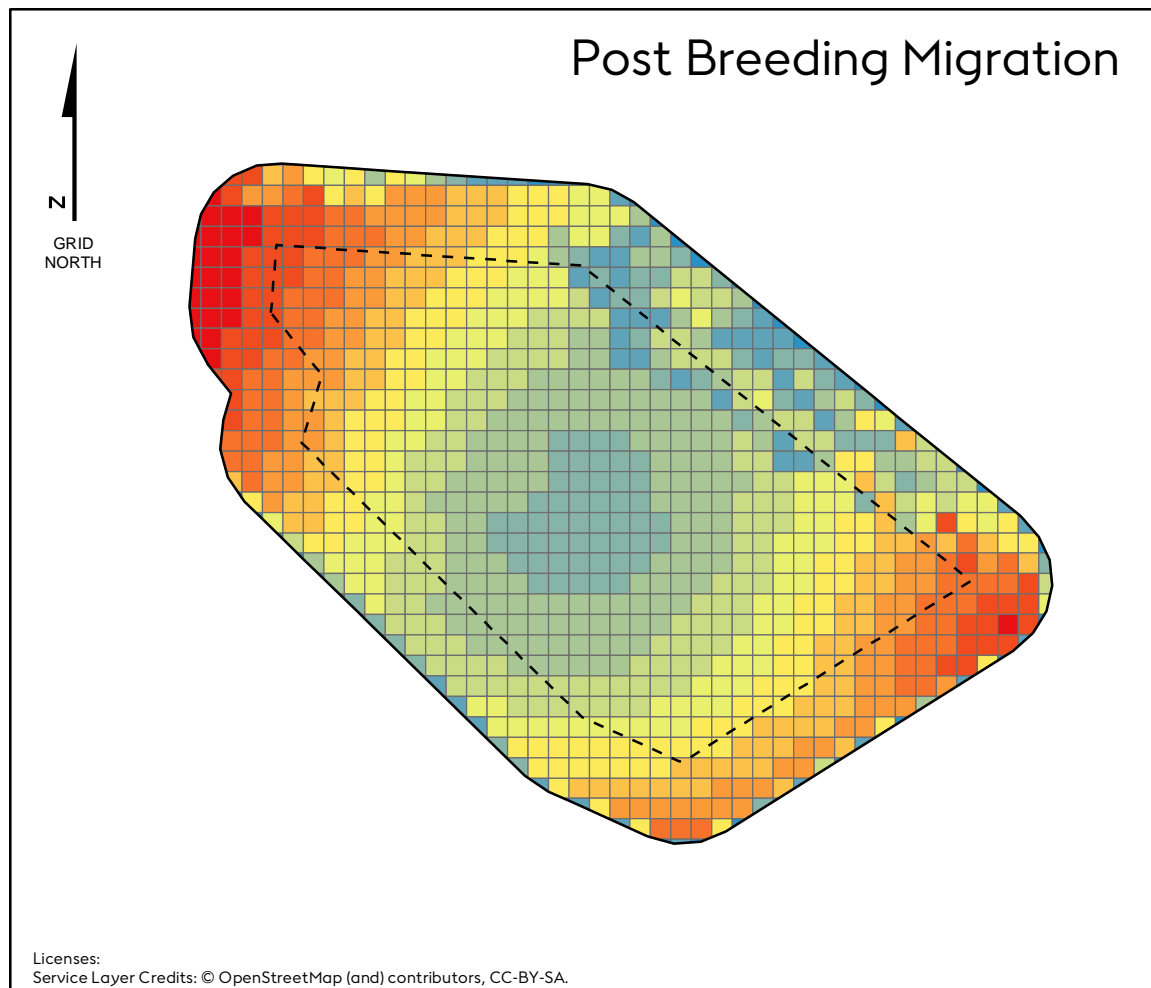 Post Breeding Migration
N
GRID
NORTH
Licenses:
Service Layer Credits: © OpenStreetMap (and) contributors, CC-BY-SA.